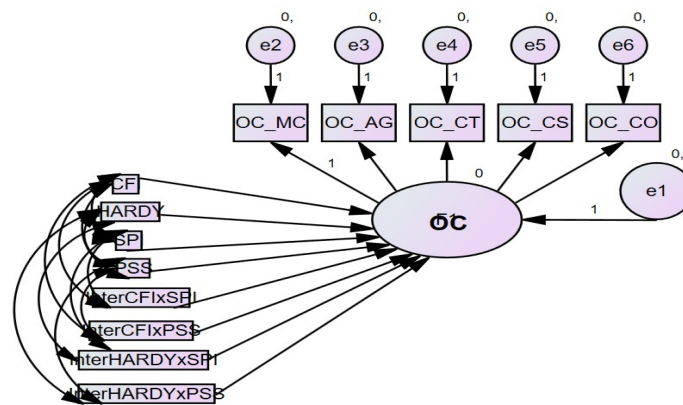 0, 0, 0, 0, 0,
e2 e3 e4 e5 e6
1 1 1 1 1
OC_MC OC_AG OC_CT OC_CS OC_CO
1 0 0,
CF
e1
HARDY
OC
1
SP
PSS
InterCFIxSPI
InterCFIxPSS
InterHARDYxSPI
InterHARDYxPSS